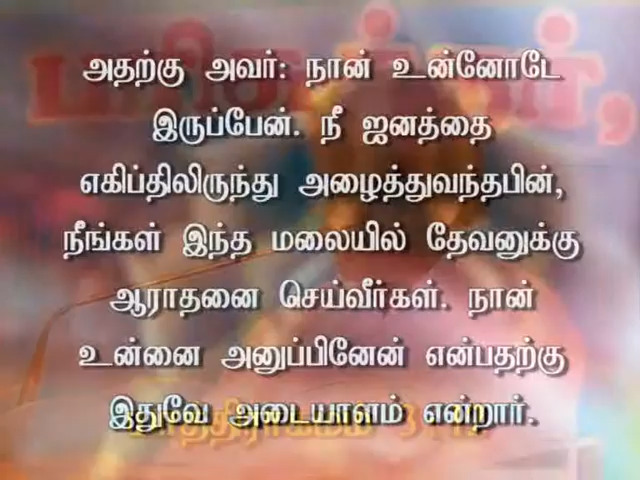 அதற்கு அவர்: நான் உன்னோடே
இருப்பேன். நீ ஜனத்தை
எகிப்திலிருந்து அழைத்துவந்தபின்,
நீங்கள் இந்த மலையில் தேவனுக்கு
ஆராதனை செய்வீர்கள். நான்
உன்னை அனுப்பினேன் என்பதற்கு
இதுவே அடையாளம் என்றார்.